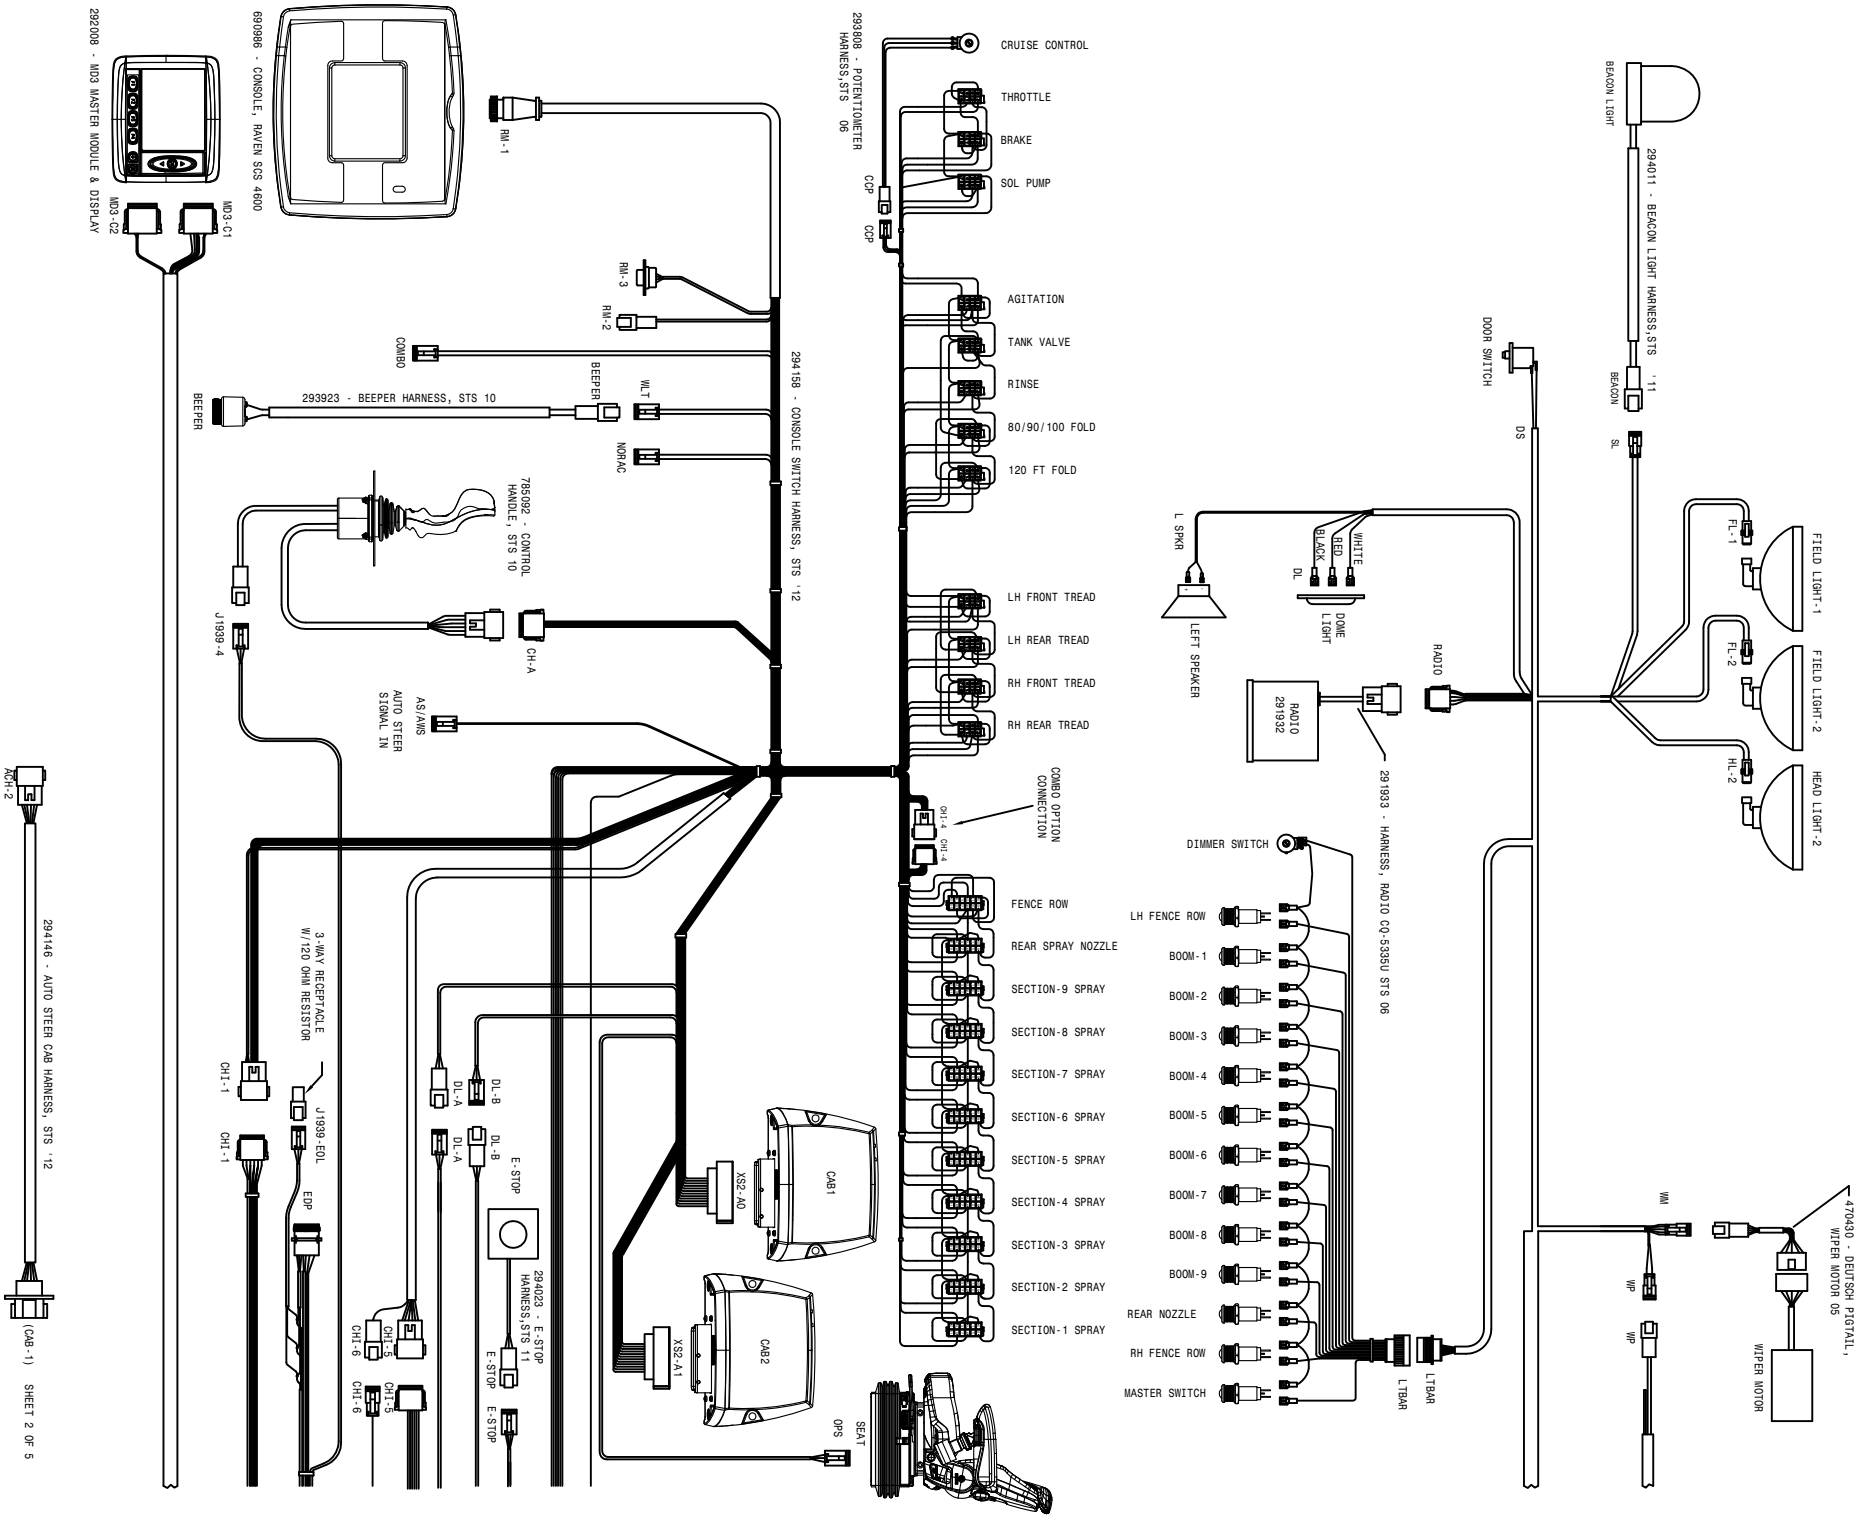 292008 - MD3 MASTER MODULE & DISPLAY
690986 - CONSOLE, RAVEN SCS 4600
MD3-C1
MD3-C2
RM-1
RM-3
RM-2
COMBO
BEEPER
293923 - BEEPER HARNESS, STS 10
BEEPER
WLT
NORAC
294158 - CONSOLE SWITCH HARNESS, STS '12
785092 - CONTROL
HANDLE, STS 10
J1939-4
CH-A
AS/AWS
AUTO STEER
SIGNAL IN
293808 - POTENTIOMETER
HARNESS,STS 06
CCP
CCP
CRUISE CONTROL
THROTTLE
BRAKE
SOL PUMP
AGITATION
TANK VALVE
RINSE
80/90/100 FOLD
120 FT FOLD
LH FRONT TREAD
LH REAR TREAD
RH FRONT TREAD
RH REAR TREAD
COMBO OPTION
CONNECTION
CHI-4
CHI-4
FENCE ROW
REAR SPRAY NOZZLE
SECTION-9 SPRAY
SECTION-8 SPRAY
SECTION-7 SPRAY
SECTION-6 SPRAY
SECTION-5 SPRAY
SECTION-4 SPRAY
SECTION-3 SPRAY
SECTION-2 SPRAY
SECTION-1 SPRAY
BEACON LIGHT
294011 - BEACON LIGHT HARNESS,STS '11
BEACON
SL
DOOR SWITCH
DS
FL-1
FIELD LIGHT-1
FL-2
FIELD LIGHT-2
HL-2
HEAD LIGHT-2
L SPKR
LEFT SPEAKER
BLACK
RED
WHITE
DL
DOME
LIGHT
RADIO
RADIO
291932
291933 - HARNESS, RADIO CQ-5335U STS 06
DIMMER SWITCH
LH FENCE ROW
BOOM-1
BOOM-2
BOOM-3
BOOM-4
BOOM-5
BOOM-6
BOOM-7
BOOM-8
BOOM-9
REAR NOZZLE
RH FENCE ROW
MASTER SWITCH
LTBAR
LTBAR
WM
WP
WP
470430 - DEUTSCH PIGTAIL,
WIPER MOTOR 05
WIPER MOTOR
ACH-2
294146 - AUTO STEER CAB HARNESS, STS '12
(CAB-1) SHEET 2 OF 5
3-WAY RECEPTACLE
W/120 OHM RESISTOR
CHI-1
CHI-1
J1939-EOL
EDP
CHI-6
CHI-5
CHI-6
CHI-5
DL-A
DL-B
DL-A
DL-B
E-STOP
294023 - E-STOP
HARNESS,STS 11
E-STOP
E-STOP
XS2-A0
CAB1
XS2-A1
CAB2
OPS
SEAT